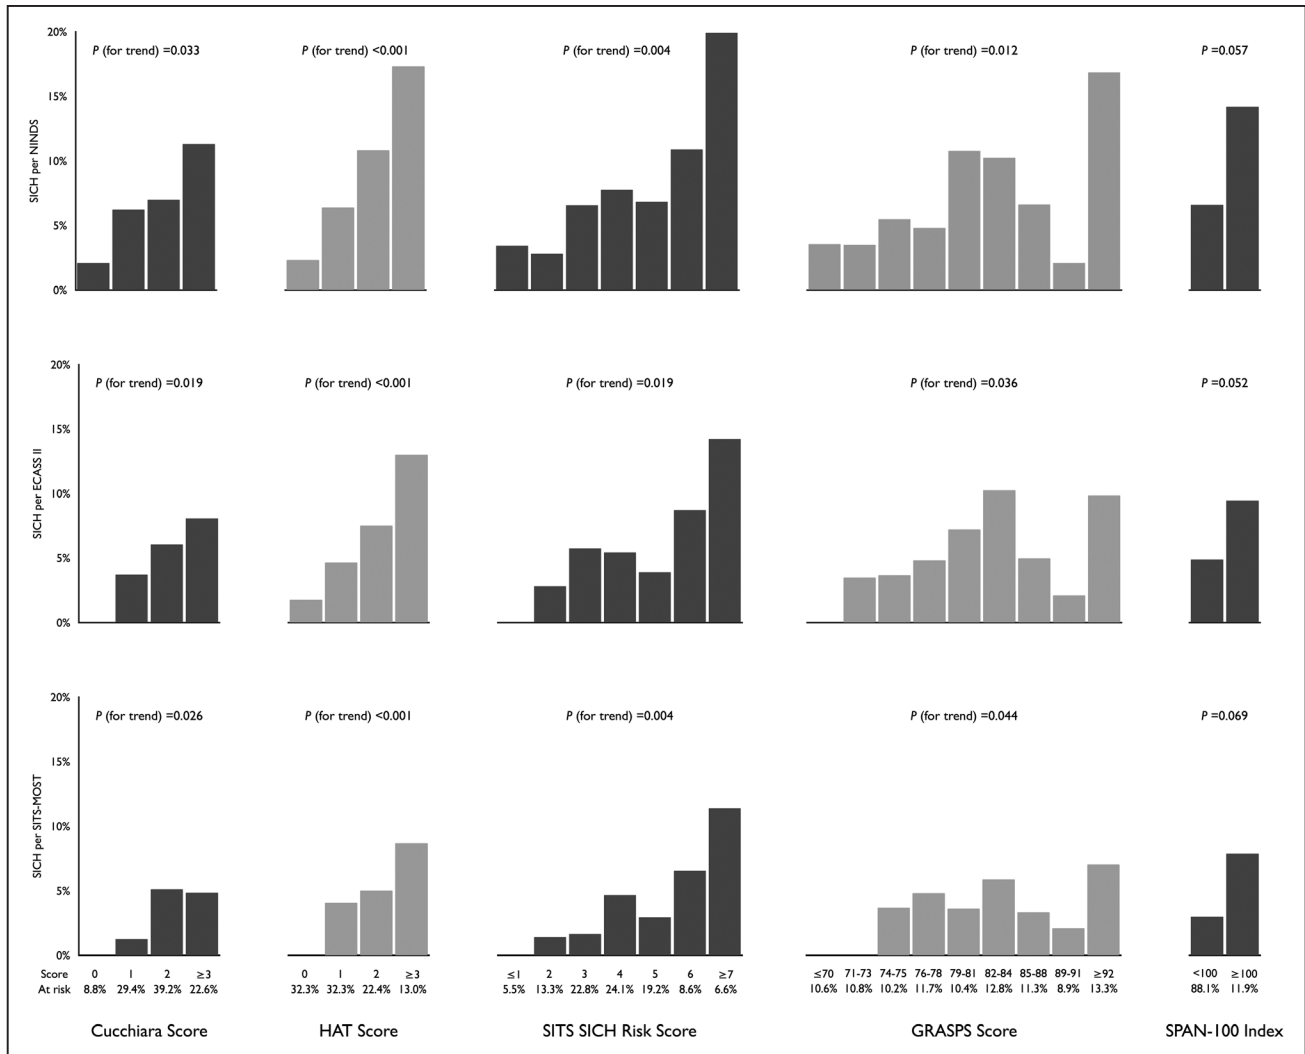 20%
P (for trend) =0.033 P (for trend) <0.001 P (for trend) =0.004 P (for trend) =0.012 P =0.057
15%
SICH per NINDS
10%
5%
0%
20%
P (for trend) =0.019 P (for trend) <0.001 P (for trend) =0.019 P (for trend) =0.036 P =0.052
15%
SICH per ECASS II
10%
5%
0%
20%
P (for trend) =0.026 P (for trend) <0.001 P (for trend) =0.004 P (for trend) =0.044 P =0.069
15%
SICH per SITS-MOST
10%
5%
0%
Score 0 1 2 ≥3 0 1 2 ≥3 ≤1 2 3 4 5 6 ≥7 ≤70 71-73 74-75 76-78 79-81 82-84 85-88 89-91 ≥92 <100 ≥100
At risk 8.8% 29.4% 39.2% 22.6% 32.3% 32.3% 22.4% 13.0% 5.5% 13.3% 22.8% 24.1% 19.2% 8.6% 6.6% 10.6% 10.8% 10.2% 11.7% 10.4% 12.8% 11.3% 8.9% 13.3% 88.1% 11.9%
Cucchiara Score HAT Score SITS SICH Risk Score GRASPS Score SPAN-100 Index